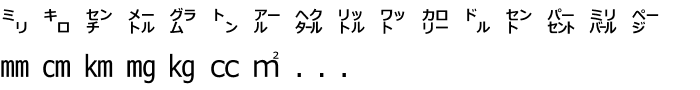 ㍉ ㌔ ㌢ ㍍ ㌘ ㌧ ㌃ ㌶ ㍑ ㍗ ㌍ ㌦ ㌣ ㌫ ㍊ ㌻
㎜ ㎝ ㎞ ㎎ ㎏ ㏄ ㎡ . . .